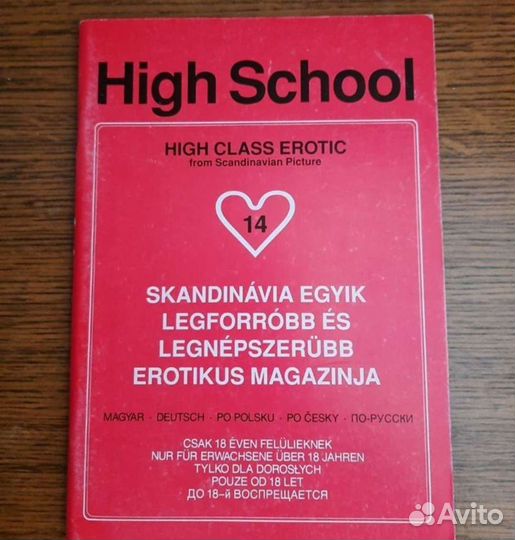 High School
HIGH CLASS EROTIC
from Scandinavian Picture
14
SKANDINÁVIA EGYIK
LEGFORRÓBB ÉS
LEGNÉPSZERÜBB
EROTIKUS MAGAZINJA
MAGYAR - DEUTSCH - PO POLSKU - PO ČESKY - ПО-РУССКИ
CSAK 18 ÉVEN FELÜLIEKNEK
NUR FÜR ERWACHSENE ÜBER 18 JAHREN
TYLKO DLA DOROSŁYCH
POUZE OD 18 LET
ДО 18-й ВОСПРЕЩАЕТСЯ
Avito